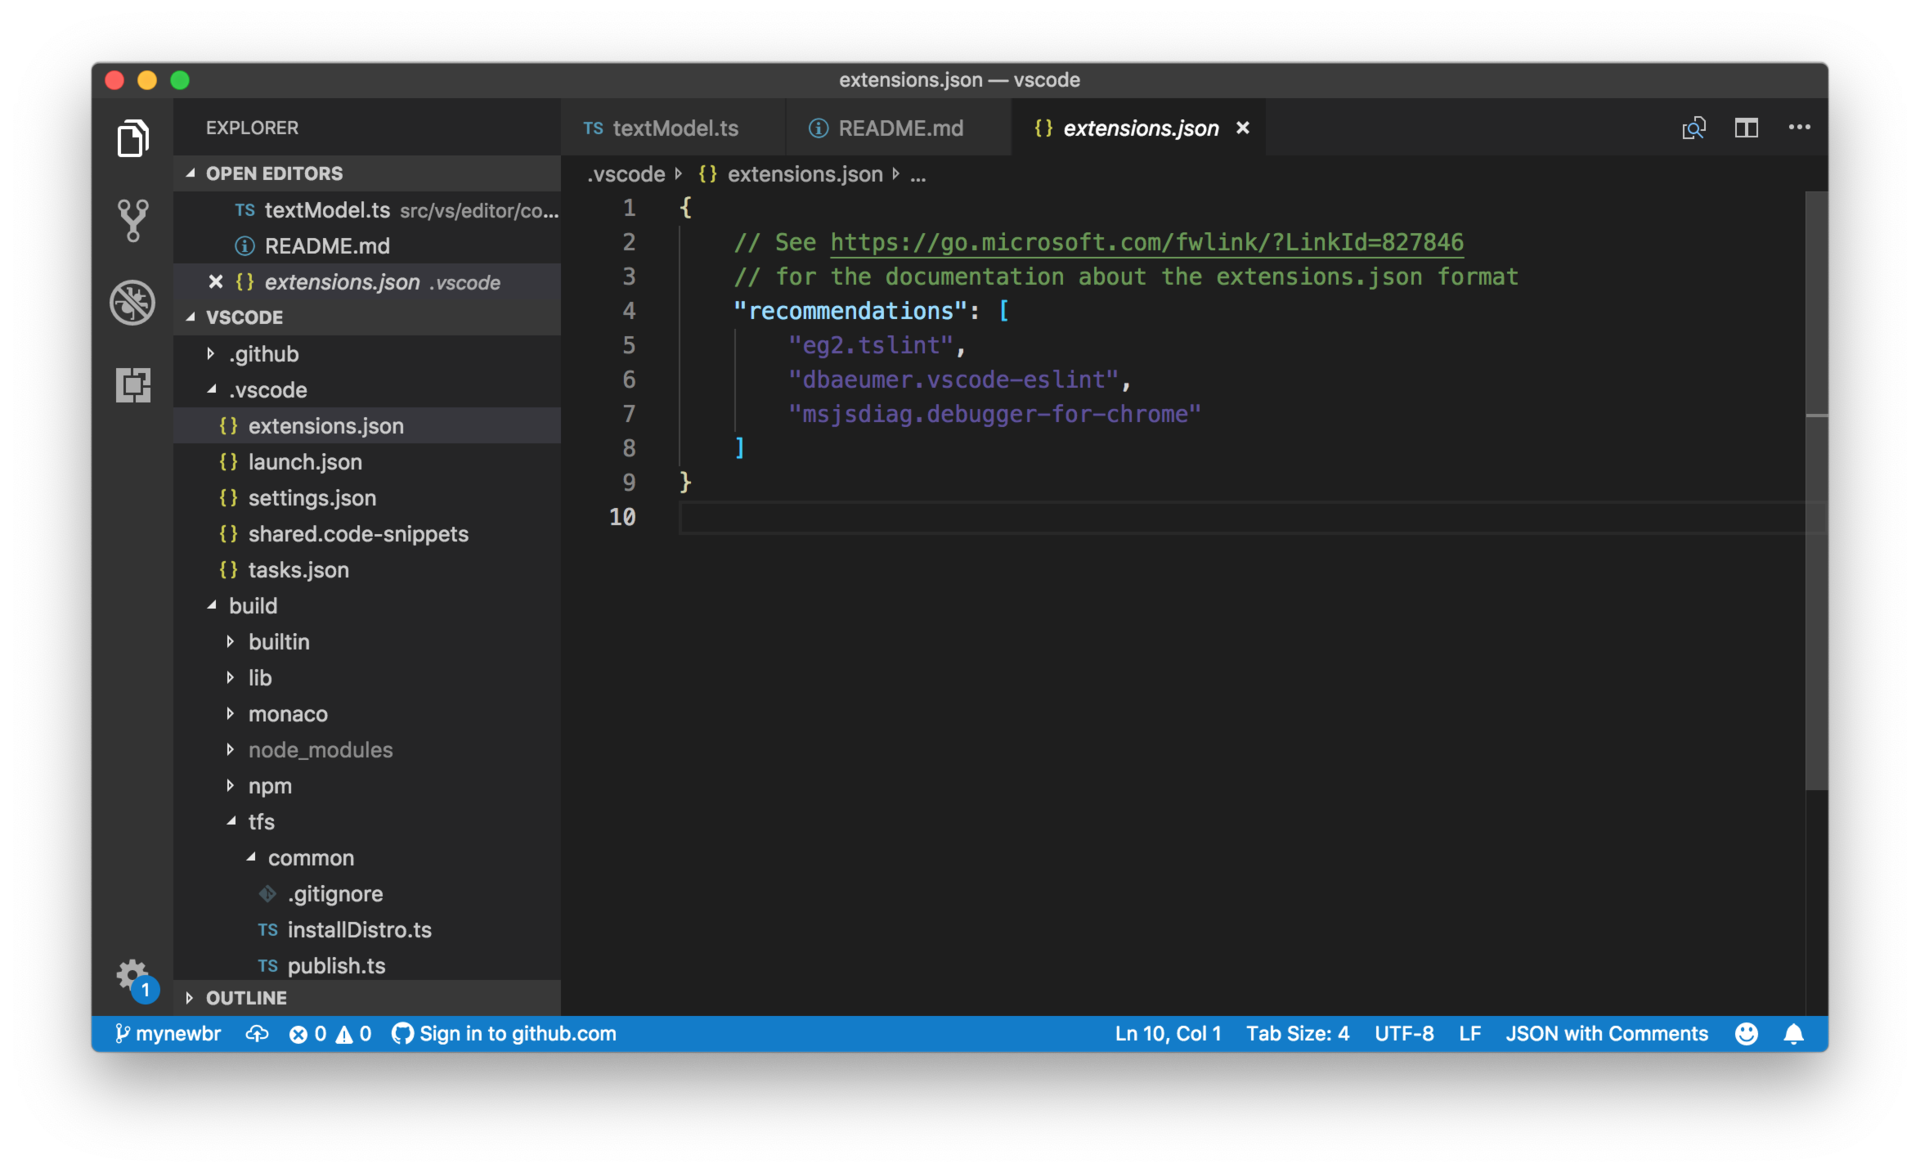 extensions.json — vscode
EXPLORER
OPEN EDITORS
TS textModel.ts src/vs/editor/co...
README.md
{} extensions.json .vscode
VSCODE
.github
.vscode
{} extensions.json
{} launch.json
{} settings.json
{} shared.code-snippets
{} tasks.json
build
builtin
lib
monaco
node_modules
npm
tfs
common
.gitignore
TS installDistro.ts
TS publish.ts
OUTLINE
1
TS textModel.ts
README.md
{} extensions.json
.vscode {} extensions.json ...
1 {
2 // See https://go.microsoft.com/fwlink/?LinkId=827846
3 // for the documentation about the extensions.json format
4 "recommendations": [
5 "eg2.tslint",
6 "dbaeumer.vscode-eslint",
7 "msjsdiag.debugger-for-chrome"
8 ]
9 }
10
mynewbr 0 0 Sign in to github.com Ln 10, Col 1 Tab Size: 4 UTF-8 LF JSON with Comments